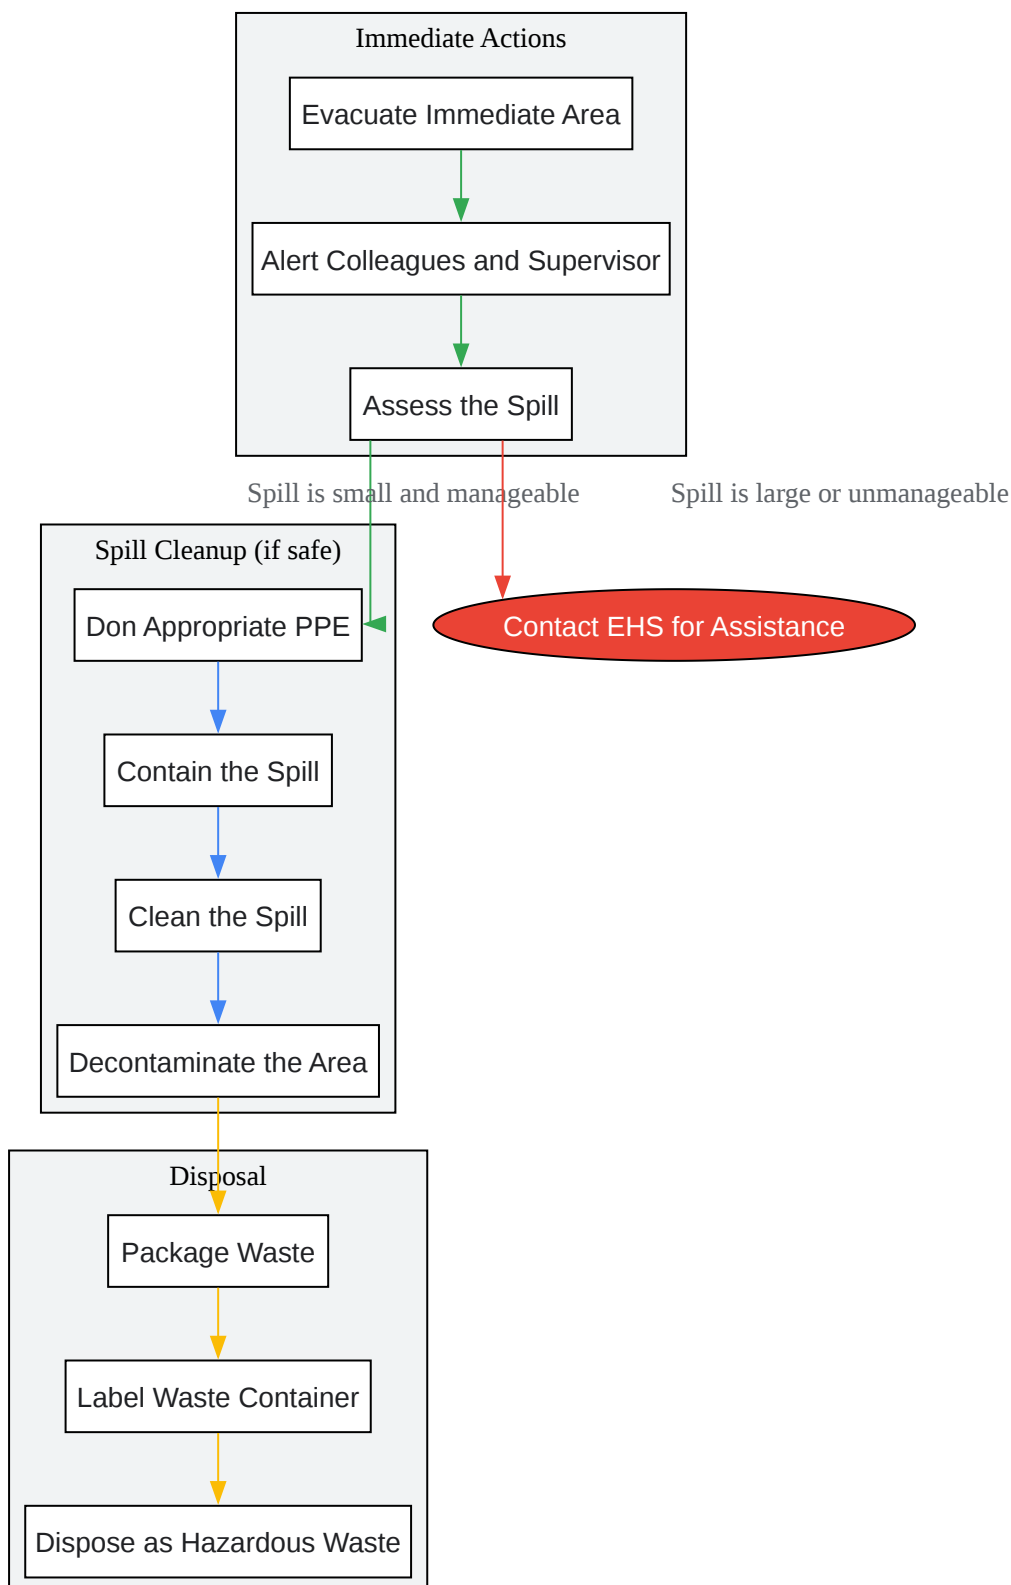 Immediate Actions
Evacuate Immediate Area
Alert Colleagues and Supervisor
Assess the Spill
Spill is small and manageable
Spill is large or unmanageable
Spill Cleanup (if safe)
Don Appropriate PPE
Contact EHS for Assistance
Contain the Spill
Clean the Spill
Decontaminate the Area
Disposal
Package Waste
Label Waste Container
Dispose as Hazardous Waste